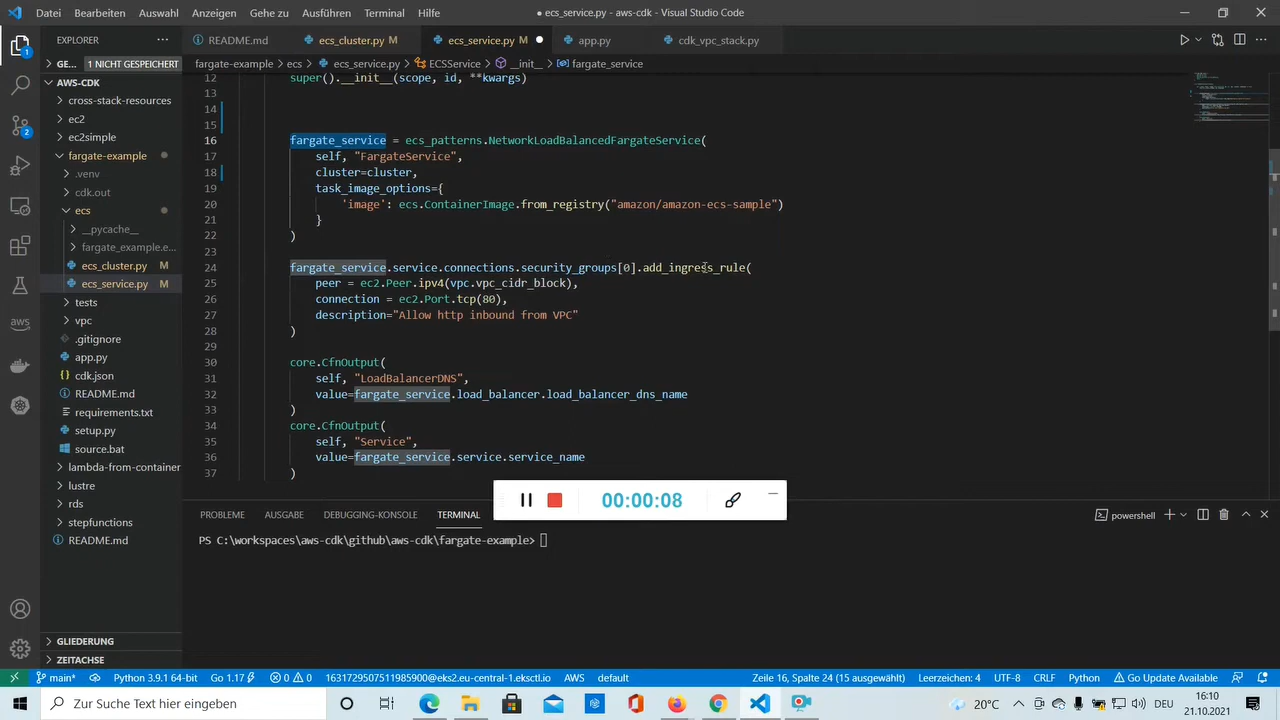 Datei Bearbeiten Auswahl Anzeigen Gehe zu Ausführen Terminal Hilfe
● ecs_service.py - aws-cdk - Visual Studio Code
EXPLORER
README.md
ecs_cluster.py M
ecs_service.py M
app.py
cdk_vpc_stack.py
GE... 1 NICHT GESPEICHERT
fargate-example > ecs > ecs_service.py > ECSService > __init__ > fargate_service
AWS-CDK
cross-stack-resources
ec2
ec2simple
fargate-example
.venv
cdk.out
ecs
__pycache__
fargate_example.e...
ecs_cluster.py M
ecs_service.py M
tests
vpc
.gitignore
app.py
cdk.json
README.md
requirements.txt
setup.py
source.bat
lambda-from-container
lustre
rds
stepfunctions
README.md
GLIEDERUNG
ZEITACHSE
12 super().__init__(scope, id, **kwargs)
13
14
15
16 fargate_service = ecs_patterns.NetworkLoadBalancedFargateService(
17 self, "FargateService",
18 cluster=cluster,
19 task_image_options={
20 'image': ecs.ContainerImage.from_registry("amazon/amazon-ecs-sample")
21 }
22 )
23
24 fargate_service.service.connections.security_groups[0].add_ingress_rule(
25 peer = ec2.Peer.ipv4(vpc.vpc_cidr_block),
26 connection = ec2.Port.tcp(80),
27 description="Allow http inbound from VPC"
28 )
29
30 core.CfnOutput(
31 self, "LoadBalancerDNS",
32 value=fargate_service.load_balancer.load_balancer_dns_name
33 )
34 core.CfnOutput(
35 self, "Service",
36 value=fargate_service.service.service_name
37 )
00:00:08
PROBLEME AUSGABE DEBUGGING-KONSOLE TERMINAL
powershell
PS C:\workspaces\aws-cdk\github\aws-cdk\fargate-example>
main* Python 3.9.1 64-bit Go 1.17 0 0 1631729507511985900@eks2.eu-central-1.eksctl.io AWS default
Zeile 16, Spalte 24 (15 ausgewählt) Leerzeichen: 4 UTF-8 CRLF Python Go Update Available
Zur Suche Text hier eingeben
20°C
DEU
16:10
21.10.2021